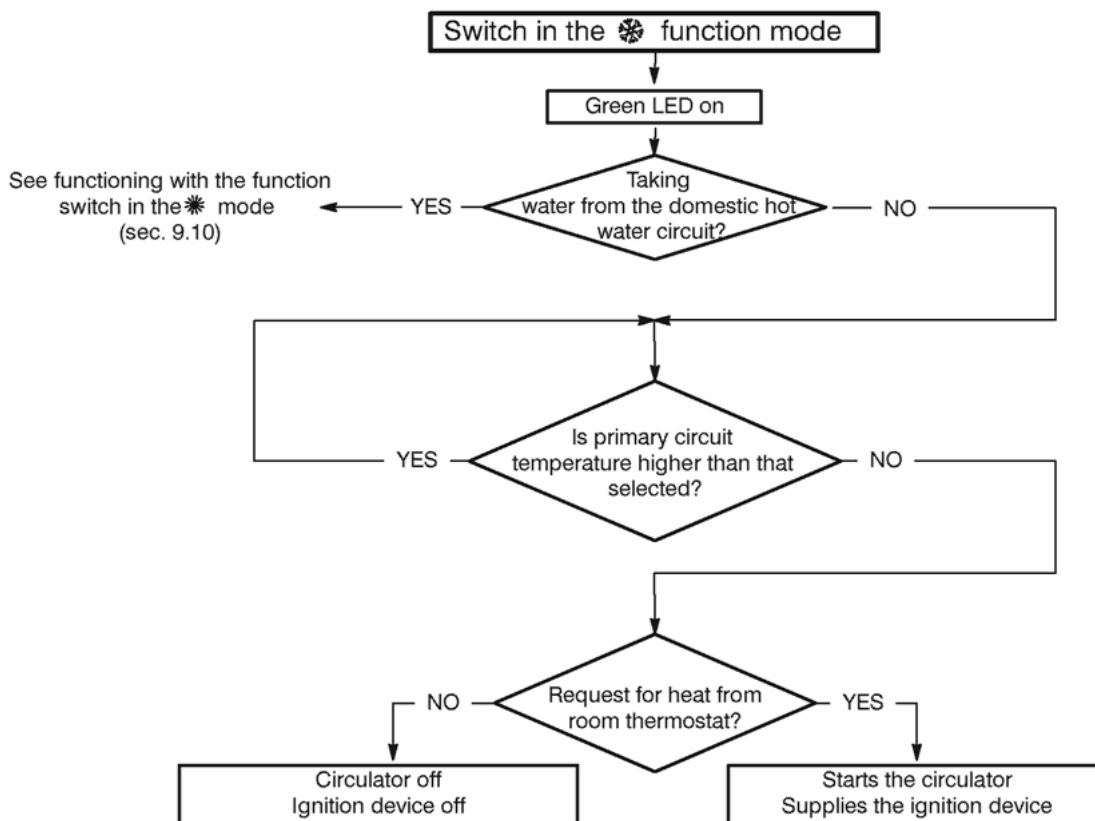 Switch in the ❄ function mode
Green LED on
Taking
water from the domestic hot
water circuit?
YES
NO
See functioning with the function
switch in the ☀ mode
(sec. 9.10)
Is primary circuit
temperature higher than that
selected?
YES
NO
Request for heat from
room thermostat?
NO
YES
Circulator off
Ignition device off
Starts the circulator
Supplies the ignition device